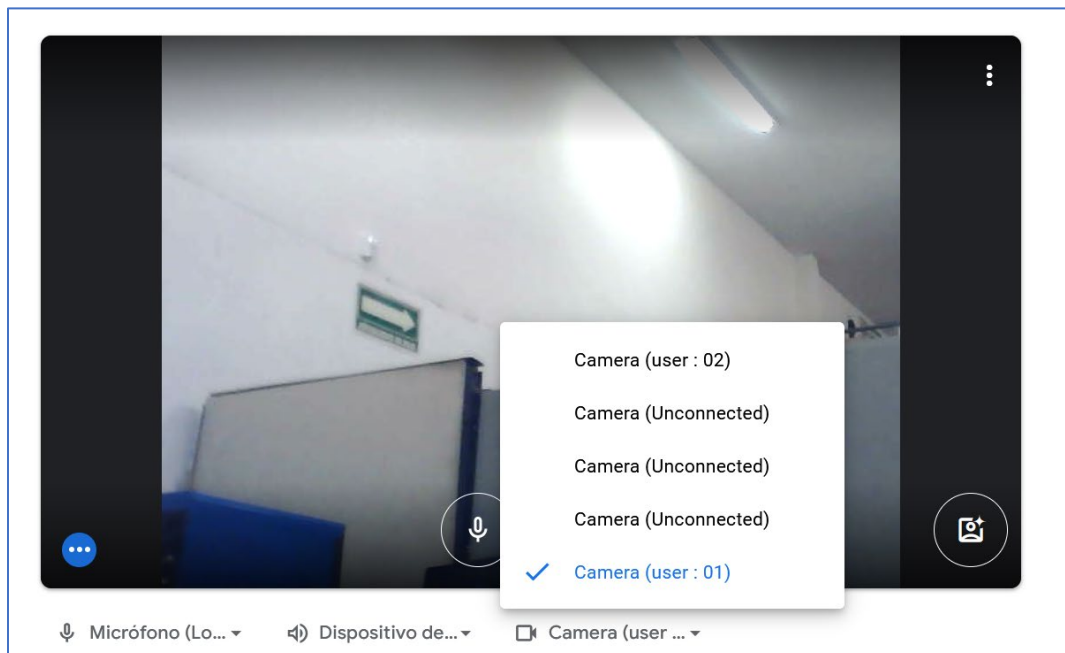 Camera (user : 02)
Camera (Unconnected)
Camera (Unconnected)
Camera (Unconnected)
Camera (user : 01)
Micrófono (Lo...
Dispositivo de...
Camera (user ...